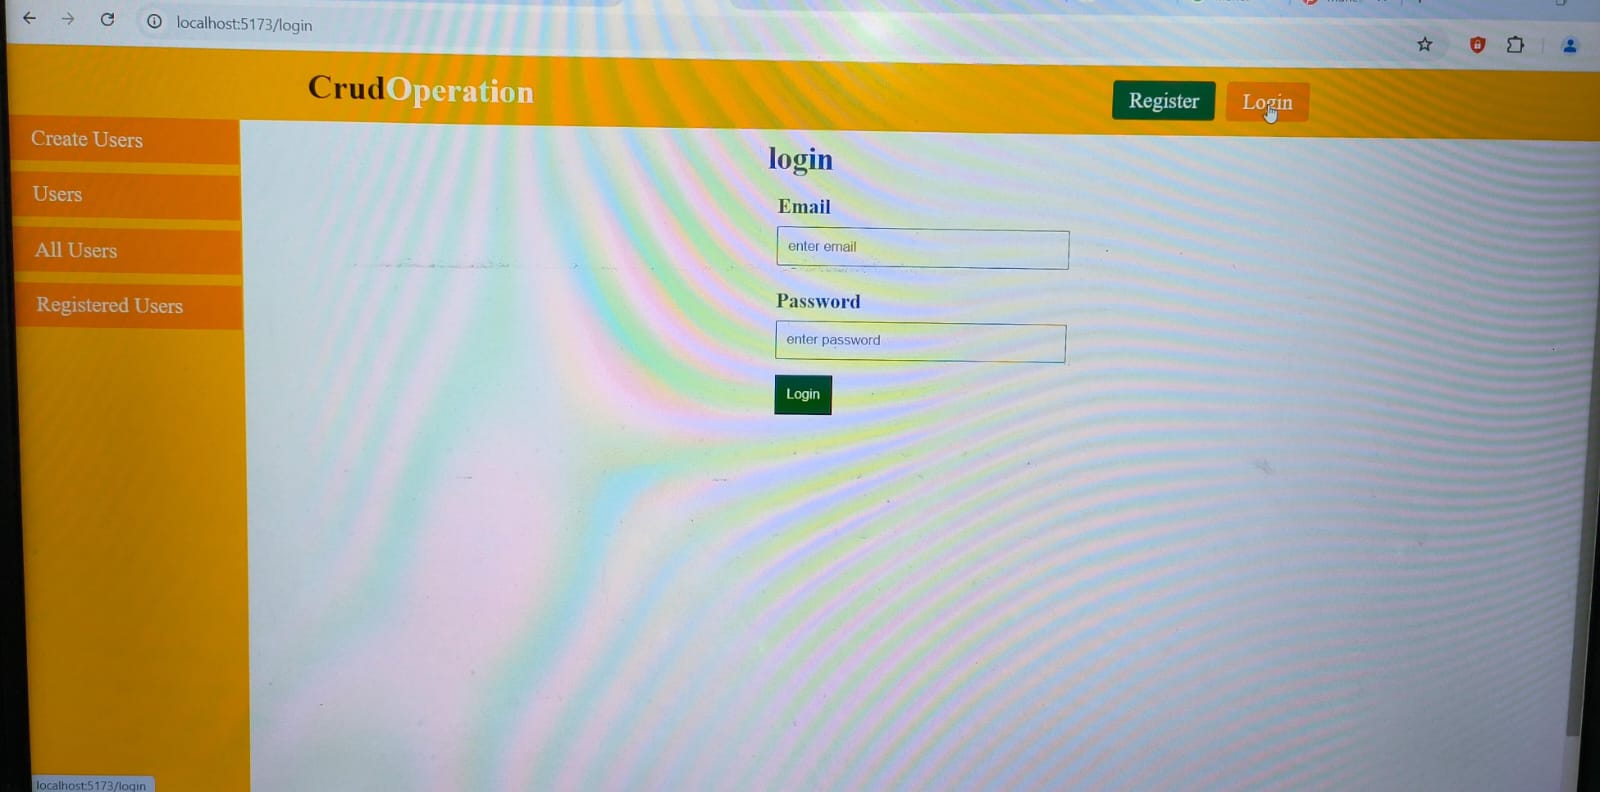 localhost:5173/login
CrudOperation
Register
Login
Create Users
Users
All Users
Registered Users
login
Email
enter email
Password
enter password
Login
localhost:5173/login